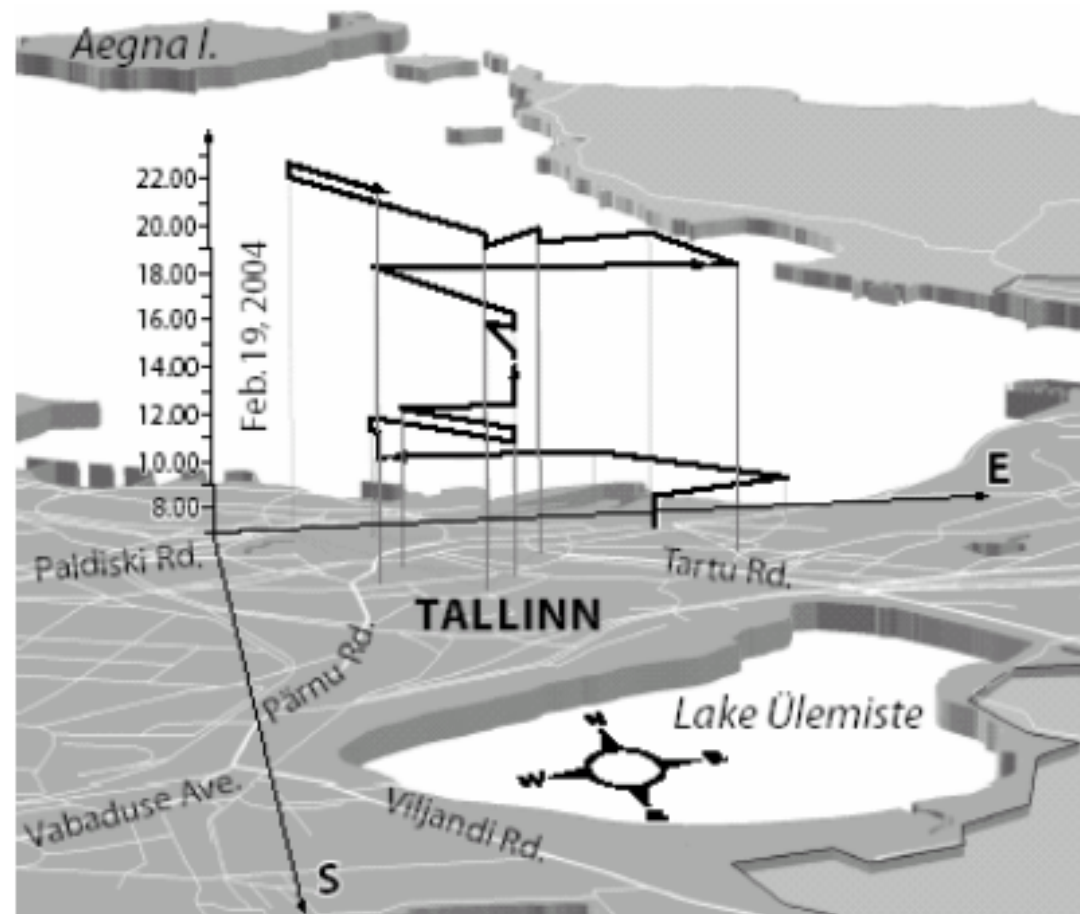 Aegna I.
22.00
20.00
18.00
16.00
14.00
12.00
10.00
8.00
Feb. 19, 2004
E
Paldiski Rd.
Tartu Rd.
TALLINN
Pärnu Rd.
Lake Ülemiste
W
Vabaduse Ave.
Viljandi Rd.
S